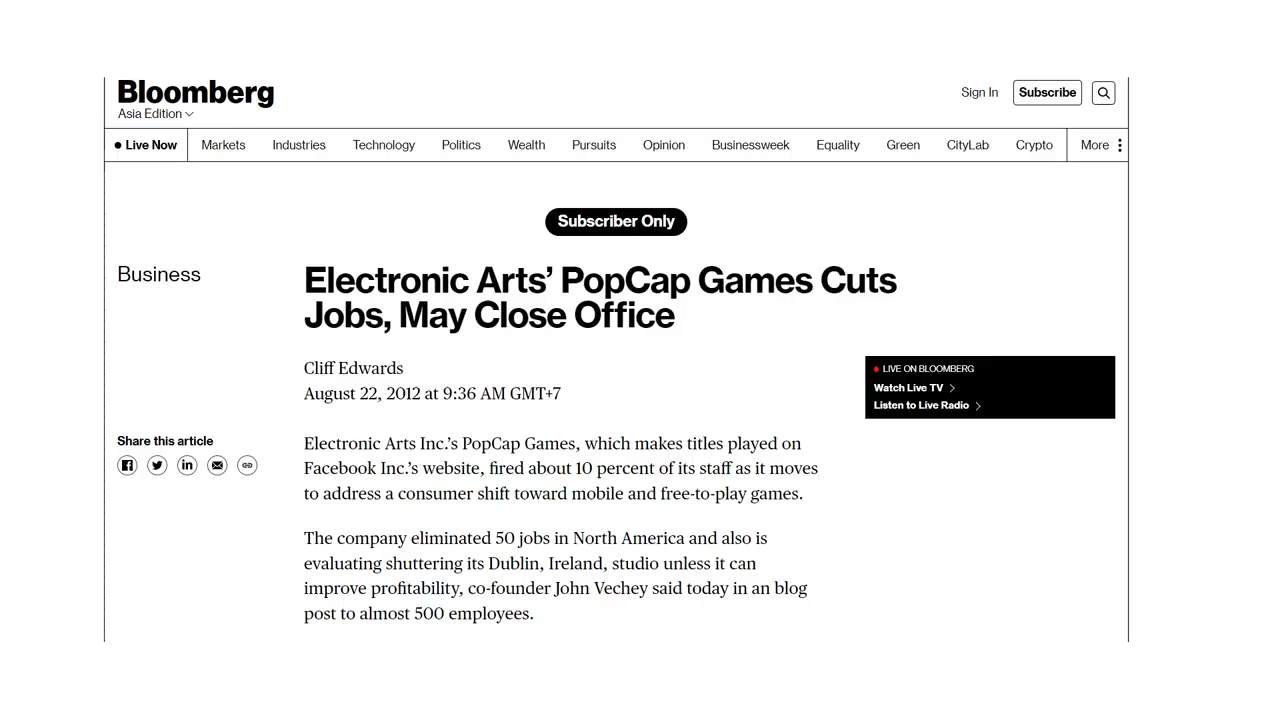 Bloomberg
Asia Edition
Sign In
Subscribe
Live Now
Markets
Industries
Technology
Politics
Wealth
Pursuits
Opinion
Businessweek
Equality
Green
CityLab
Crypto
More
Subscriber Only
Business
Electronic Arts’ PopCap Games Cuts
Jobs, May Close Office
Cliff Edwards
August 22, 2012 at 9:36 AM GMT+7
LIVE ON BLOOMBERG
Watch Live TV
Listen to Live Radio
Share this article
Electronic Arts Inc.’s PopCap Games, which makes titles played on
Facebook Inc.’s website, fired about 10 percent of its staff as it moves
to address a consumer shift toward mobile and free-to-play games.
The company eliminated 50 jobs in North America and also is
evaluating shuttering its Dublin, Ireland, studio unless it can
improve profitability, co-founder John Vechey said today in an blog
post to almost 500 employees.